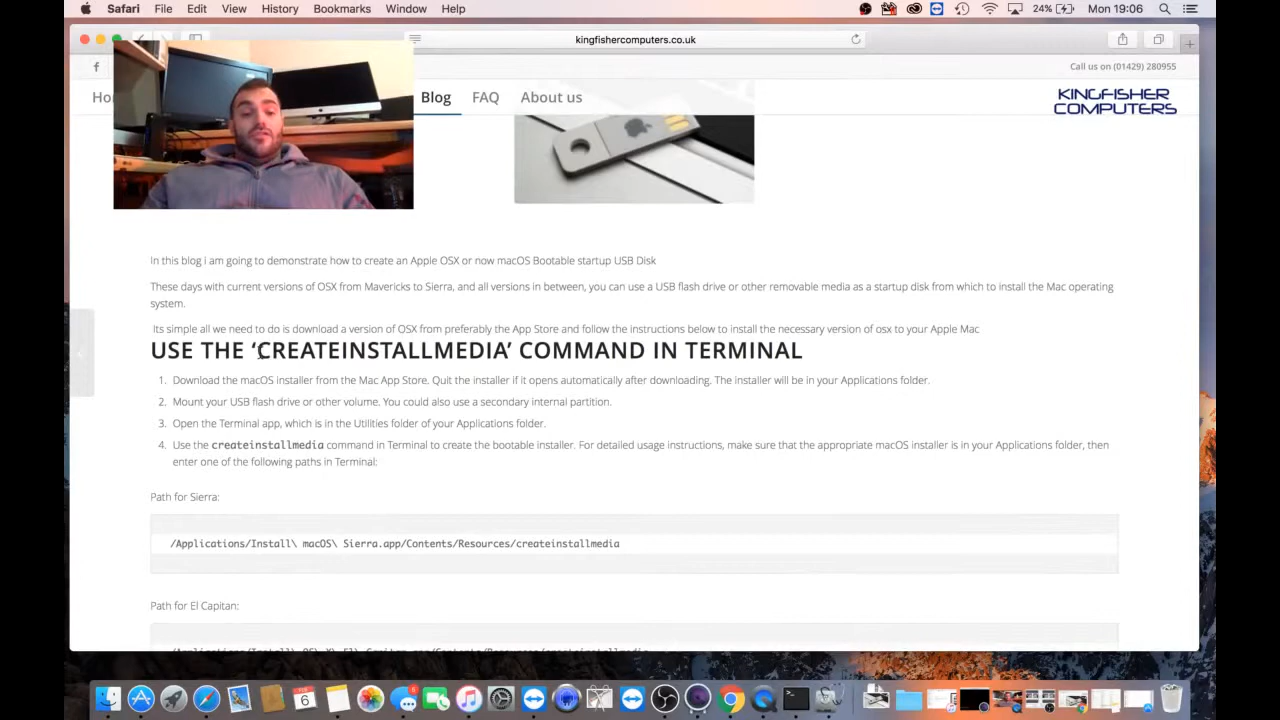 Safari File Edit View History Bookmarks Window Help 24% Mon 19:06
kingfishercomputers.co.uk
Call us on (01429) 280955
Blog FAQ About us
KINGFISHER
COMPUTERS
In this blog i am going to demonstrate how to create an Apple OSX or now macOS Bootable startup USB Disk
These days with current versions of OSX from Mavericks to Sierra, and all versions in between, you can use a USB flash drive or other removable media as a startup disk from which to install the Mac operating
system.
Its simple all we need to do is download a version of OSX from preferably the App Store and follow the instructions below to install the necessary version of osx to your Apple Mac
USE THE ‘CREATEINSTALLMEDIA’ COMMAND IN TERMINAL
1. Download the macOS installer from the Mac App Store. Quit the installer if it opens automatically after downloading. The installer will be in your Applications folder.
2. Mount your USB flash drive or other volume. You could also use a secondary internal partition.
3. Open the Terminal app, which is in the Utilities folder of your Applications folder.
4. Use the createinstallmedia command in Terminal to create the bootable installer. For detailed usage instructions, make sure that the appropriate macOS installer is in your Applications folder, then
enter one of the following paths in Terminal:
Path for Sierra:
/Applications/Install\ macOS\ Sierra.app/Contents/Resources/createinstallmedia
Path for El Capitan: